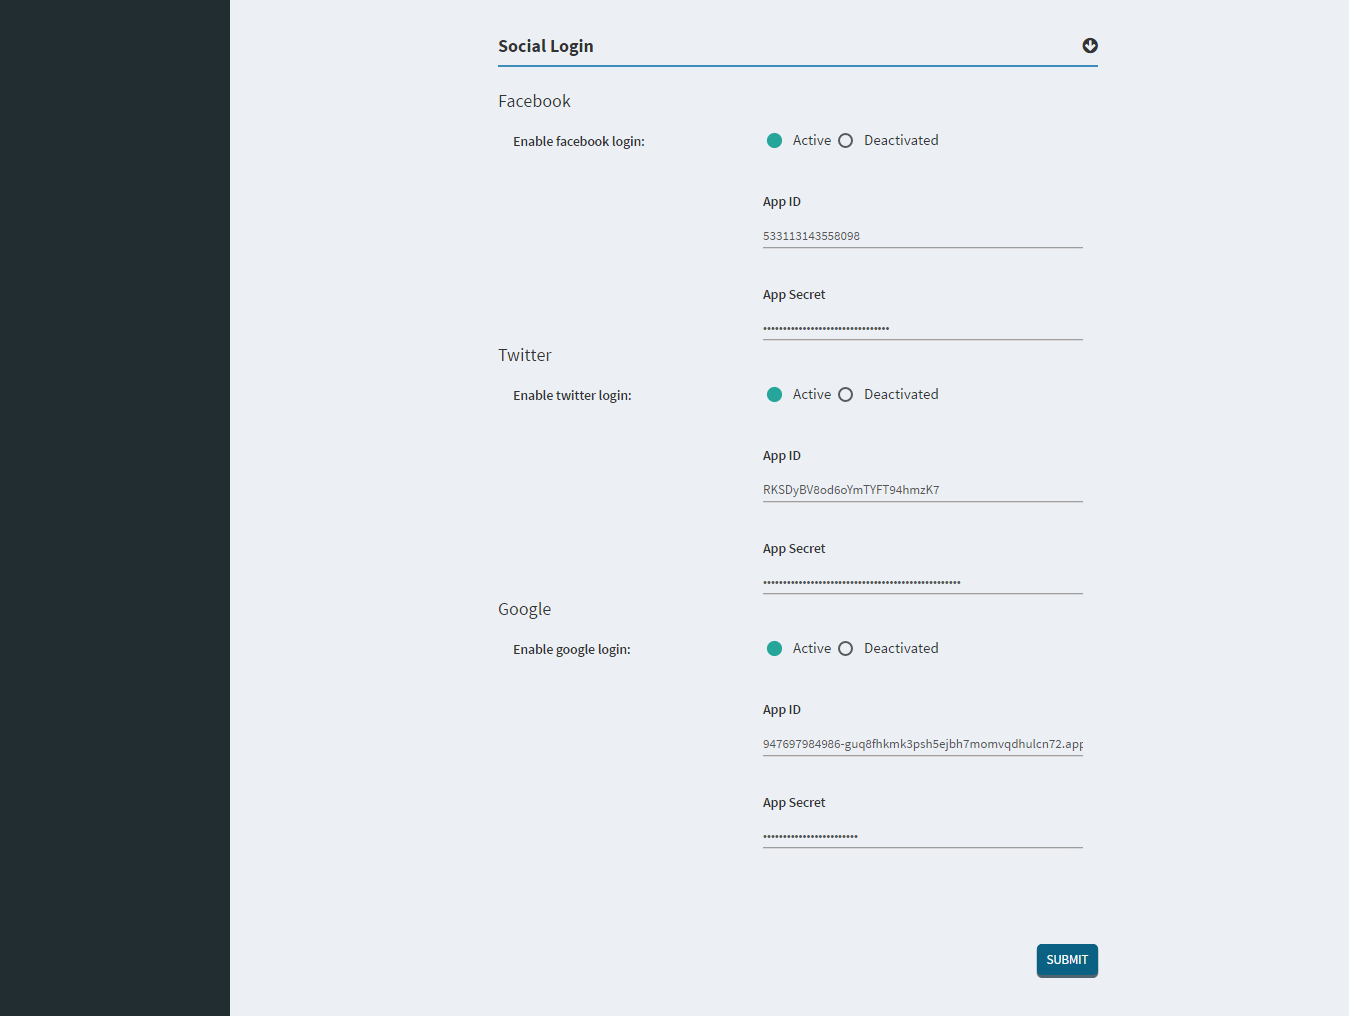 Social Login
Facebook
Enable facebook login:
Active
Deactivated
App ID
533113143558098
App Secret
••••••••••••••••••••••••••••••••
Twitter
Enable twitter login:
Active
Deactivated
App ID
RKSDyBV8od6oYmTYFT94hmzK7
App Secret
••••••••••••••••••••••••••••••••••••••••••••••••••
Google
Enable google login:
Active
Deactivated
App ID
947697984986-guq8fhkmk3psh5ejbh7momvqdhulcn72.app
App Secret
••••••••••••••••••••••••
SUBMIT